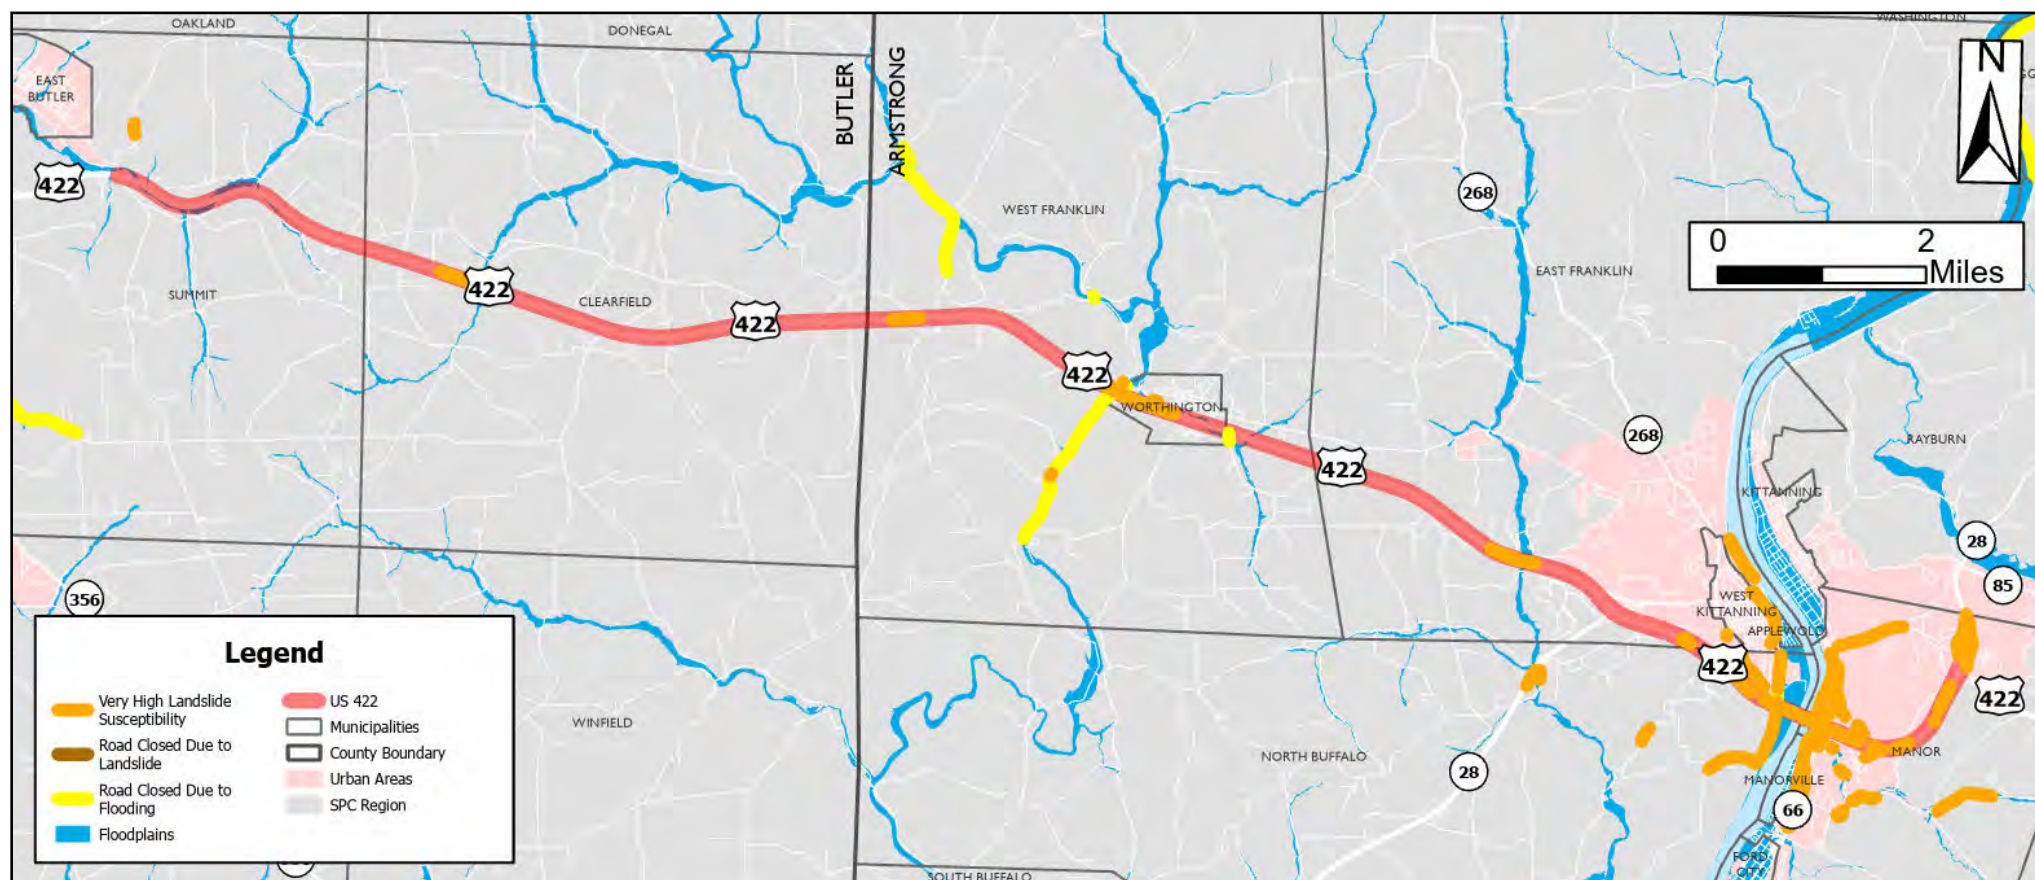 OAKLAND
DONEGAL
WASHINGTON
EAST
BUTLER
BUTLER
ARMSTRONG
N
422
268
WEST FRANKLIN
0 2
Miles
SUMMIT
422
CLEARFIELD
422
EAST FRANKLIN
422
WORTHINGTON
268
RAYBURN
422
KITTANNING
28
85
356
WEST
KITTANNING
APPLEWOLD
422
422
WINFIELD
NORTH BUFFALO
28
MANOR
MANORVILLE
66
FORD
CITY
SOUTH BUFFALO
Legend
Very High Landslide
Susceptibility
Road Closed Due to
Landslide
Road Closed Due to
Flooding
Floodplains
US 422
Municipalities
County Boundary
Urban Areas
SPC Region